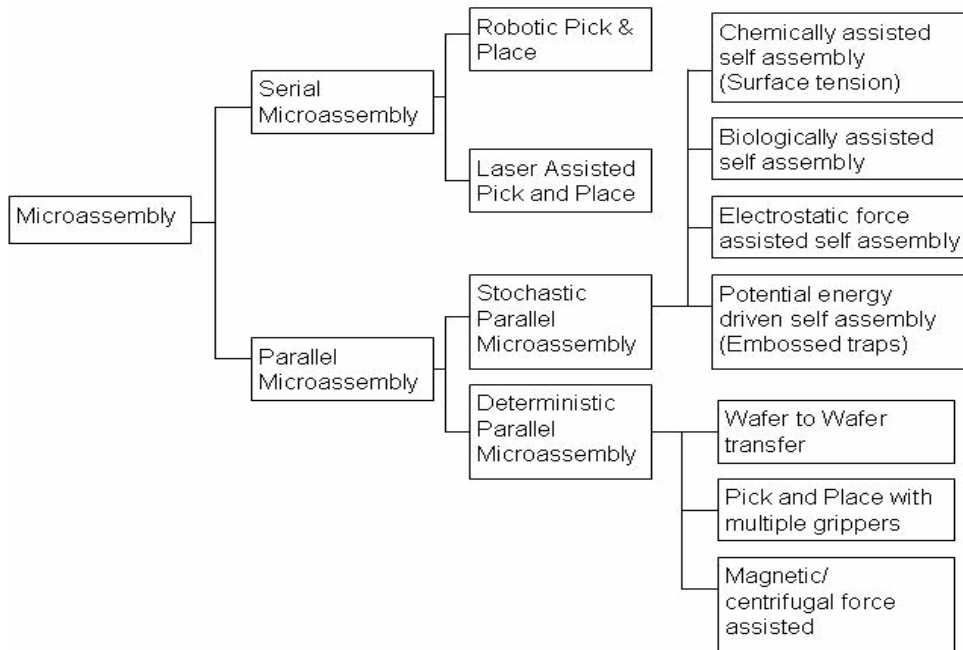 Microassembly
Serial
Microassembly
Parallel
Microassembly
Robotic Pick &
Place
Laser Assisted
Pick and Place
Stochastic
Parallel
Microassembly
Deterministic
Parallel
Microassembly
Chemically assisted
self assembly
(Surface tension)
Biologically assisted
self assembly
Electrostatic force
assisted self assembly
Potential energy
driven self assembly
(Embossed traps)
Wafer to Wafer
transfer
Pick and Place with
multiple grippers
Magnetic/
centrifugal force
assisted